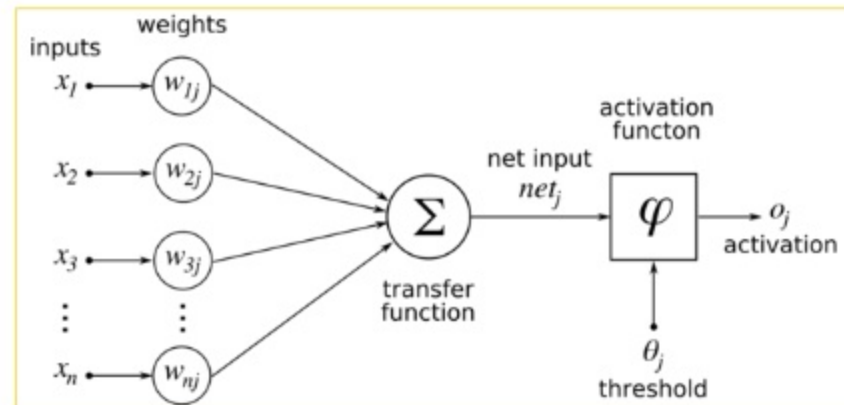 weights
inputs
x1 w1j
x2 w2j
x3 w3j
⋮ ⋮
xn wnj
Σ
transfer
function
net input
netj
activation
functon
φ
oj
activation
θj
threshold